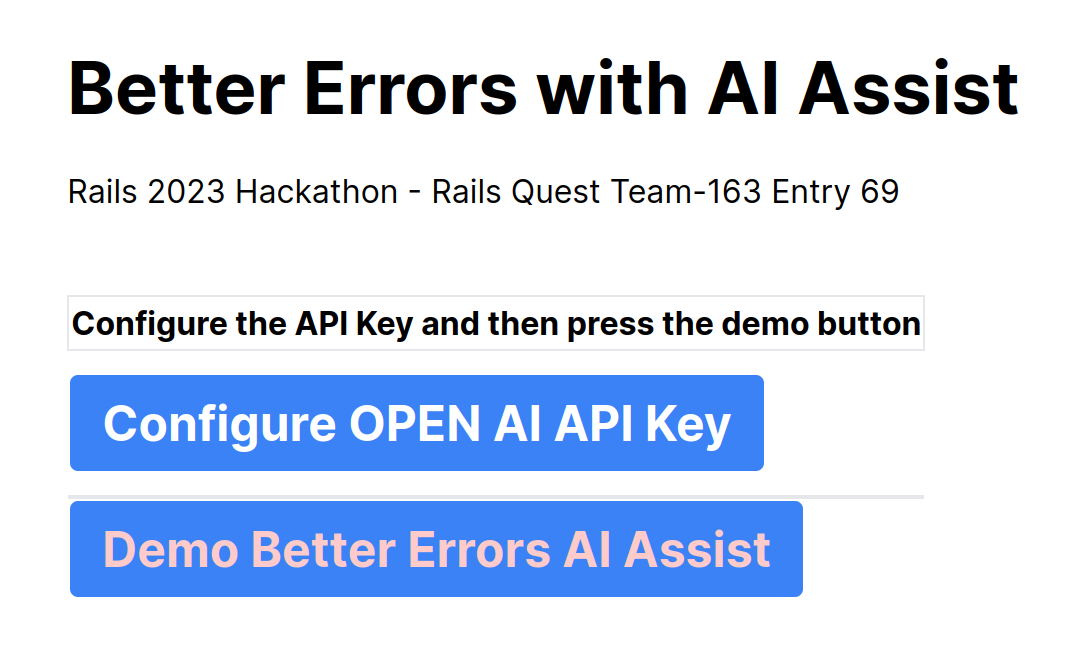 Better Errors with AI Assist
Rails 2023 Hackathon - Rails Quest Team-163 Entry 69
Configure the API Key and then press the demo button
Configure OPEN AI API Key
Demo Better Errors AI Assist